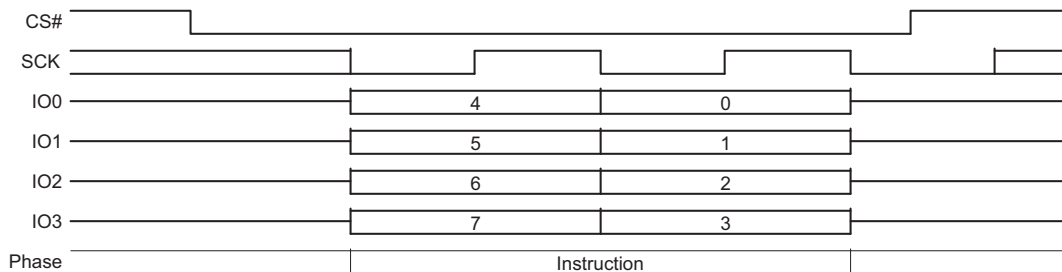 CS#
SCK
IO0 4 0
IO1 5 1
IO2 6 2
IO3 7 3
Phase Instruction